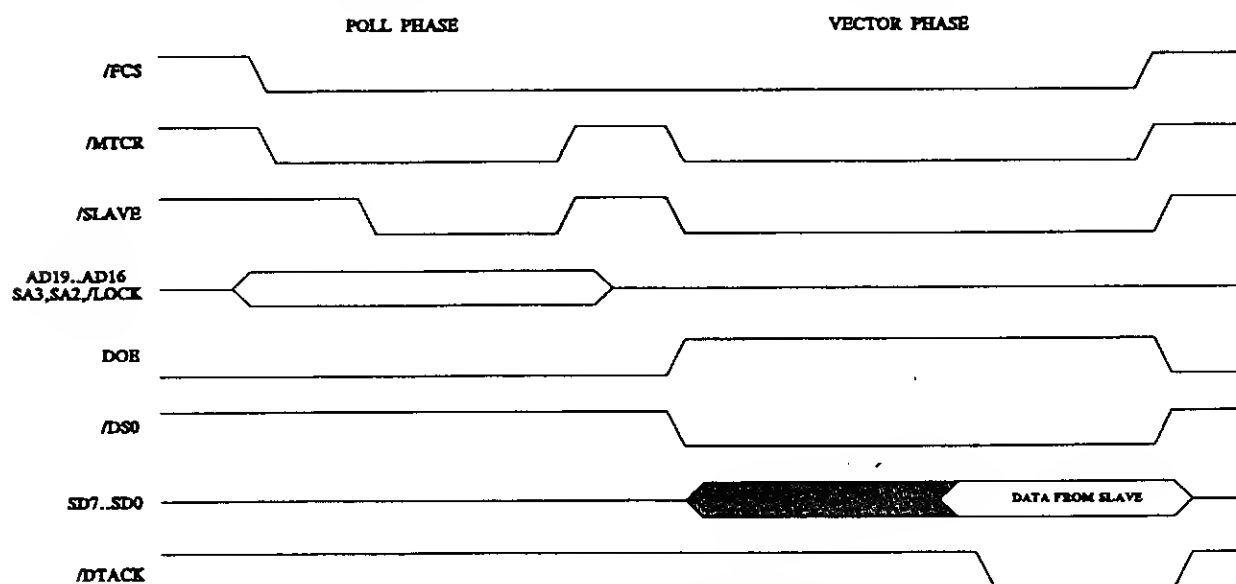 POLL PHASE VECTOR PHASE
/FCS
/MTCR
/SLAVE
AD19..AD16
SA3,SA2,/LOCK
DOE
/DS0
SD7..SD0
DATA FROM SLAVE
/DTACK